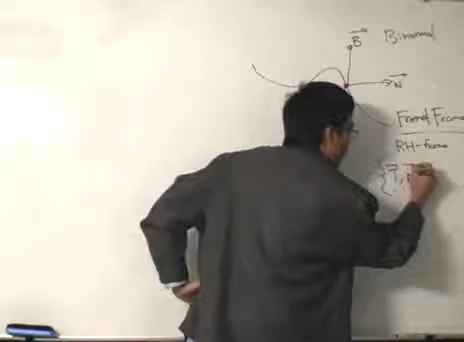 B⃗ Binormal
N⃗
Frenet Frame
RH-frame
{T⃗, N⃗